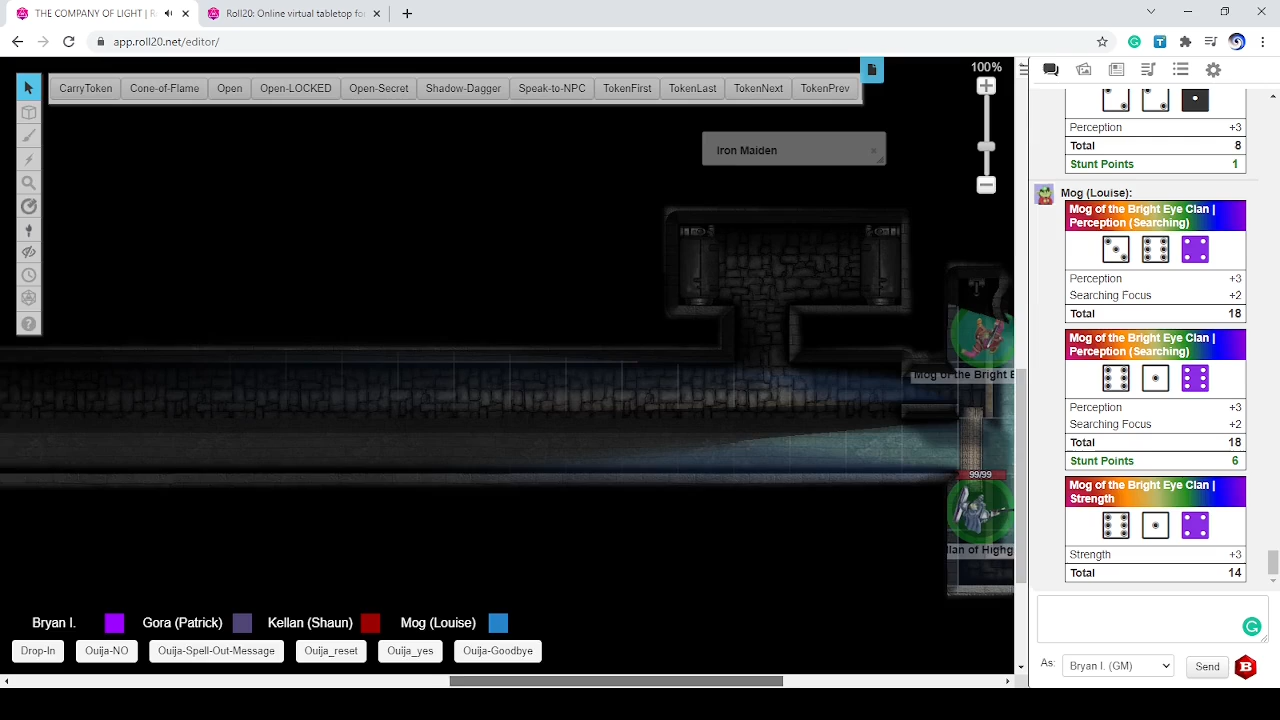 THE COMPANY OF LIGHT | R
Roll20: Online virtual tabletop fo
app.roll20.net/editor/
CarryToken Cone-of-Flame Open Open-LOCKED Open-Secret Shadow-Danger Speak-to-NPC TokenFirst TokenLast TokenNext TokenPrev
100%
Iron Maiden
Mog of the Bright E
99/99
llan of Highg
Bryan I. Gora (Patrick) Kellan (Shaun) Mog (Louise)
Drop-In Ouija-NO Ouija-Spell-Out-Message Ouija_reset Ouija_yes Ouija-Goodbye
Perception +3
Total 8
Stunt Points 1
Mog (Louise):
Mog of the Bright Eye Clan |
Perception (Searching)
Perception +3
Searching Focus +2
Total 18
Mog of the Bright Eye Clan |
Perception (Searching)
Perception +3
Searching Focus +2
Total 18
Stunt Points 6
Mog of the Bright Eye Clan |
Strength
Strength +3
Total 14
As: Bryan I. (GM) Send B